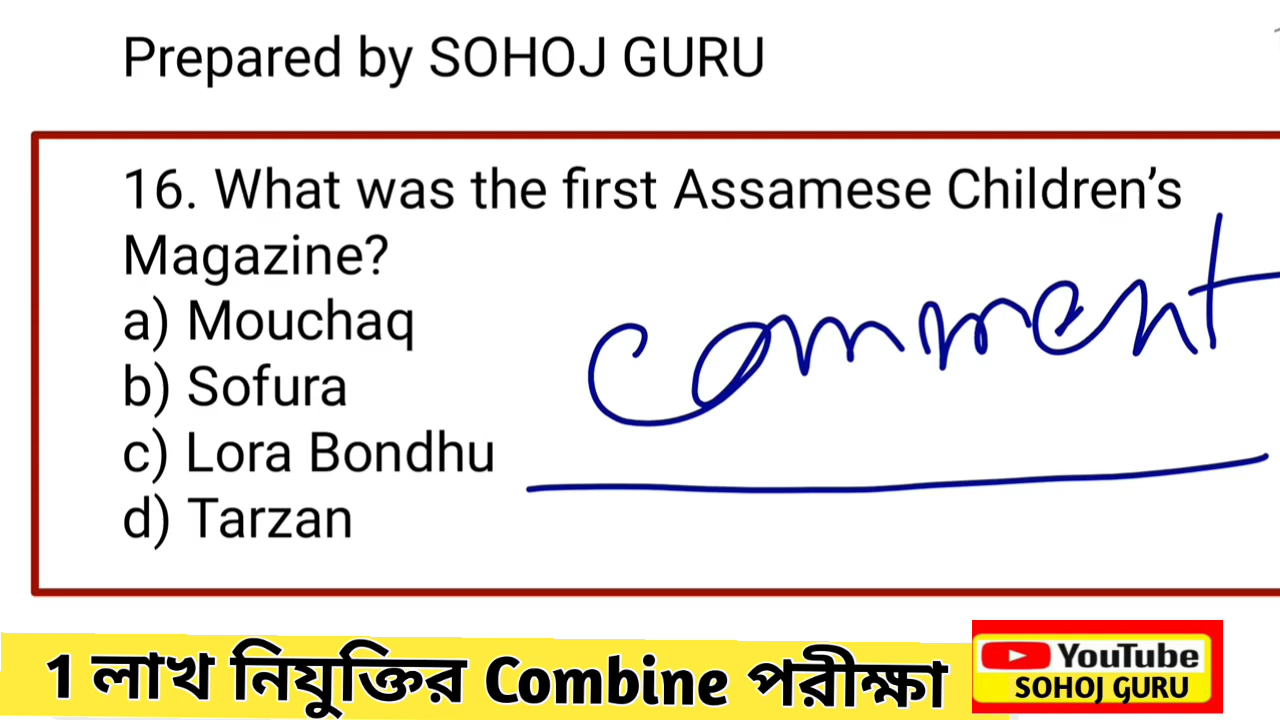 Prepared by SOHOJ GURU
16. What was the first Assamese Children’s
Magazine?
a) Mouchaq
b) Sofura
c) Lora Bondhu
d) Tarzan
comment
1 লাখ নিযুক্তির Combine পরীক্ষা
YouTube
SOHOJ GURU